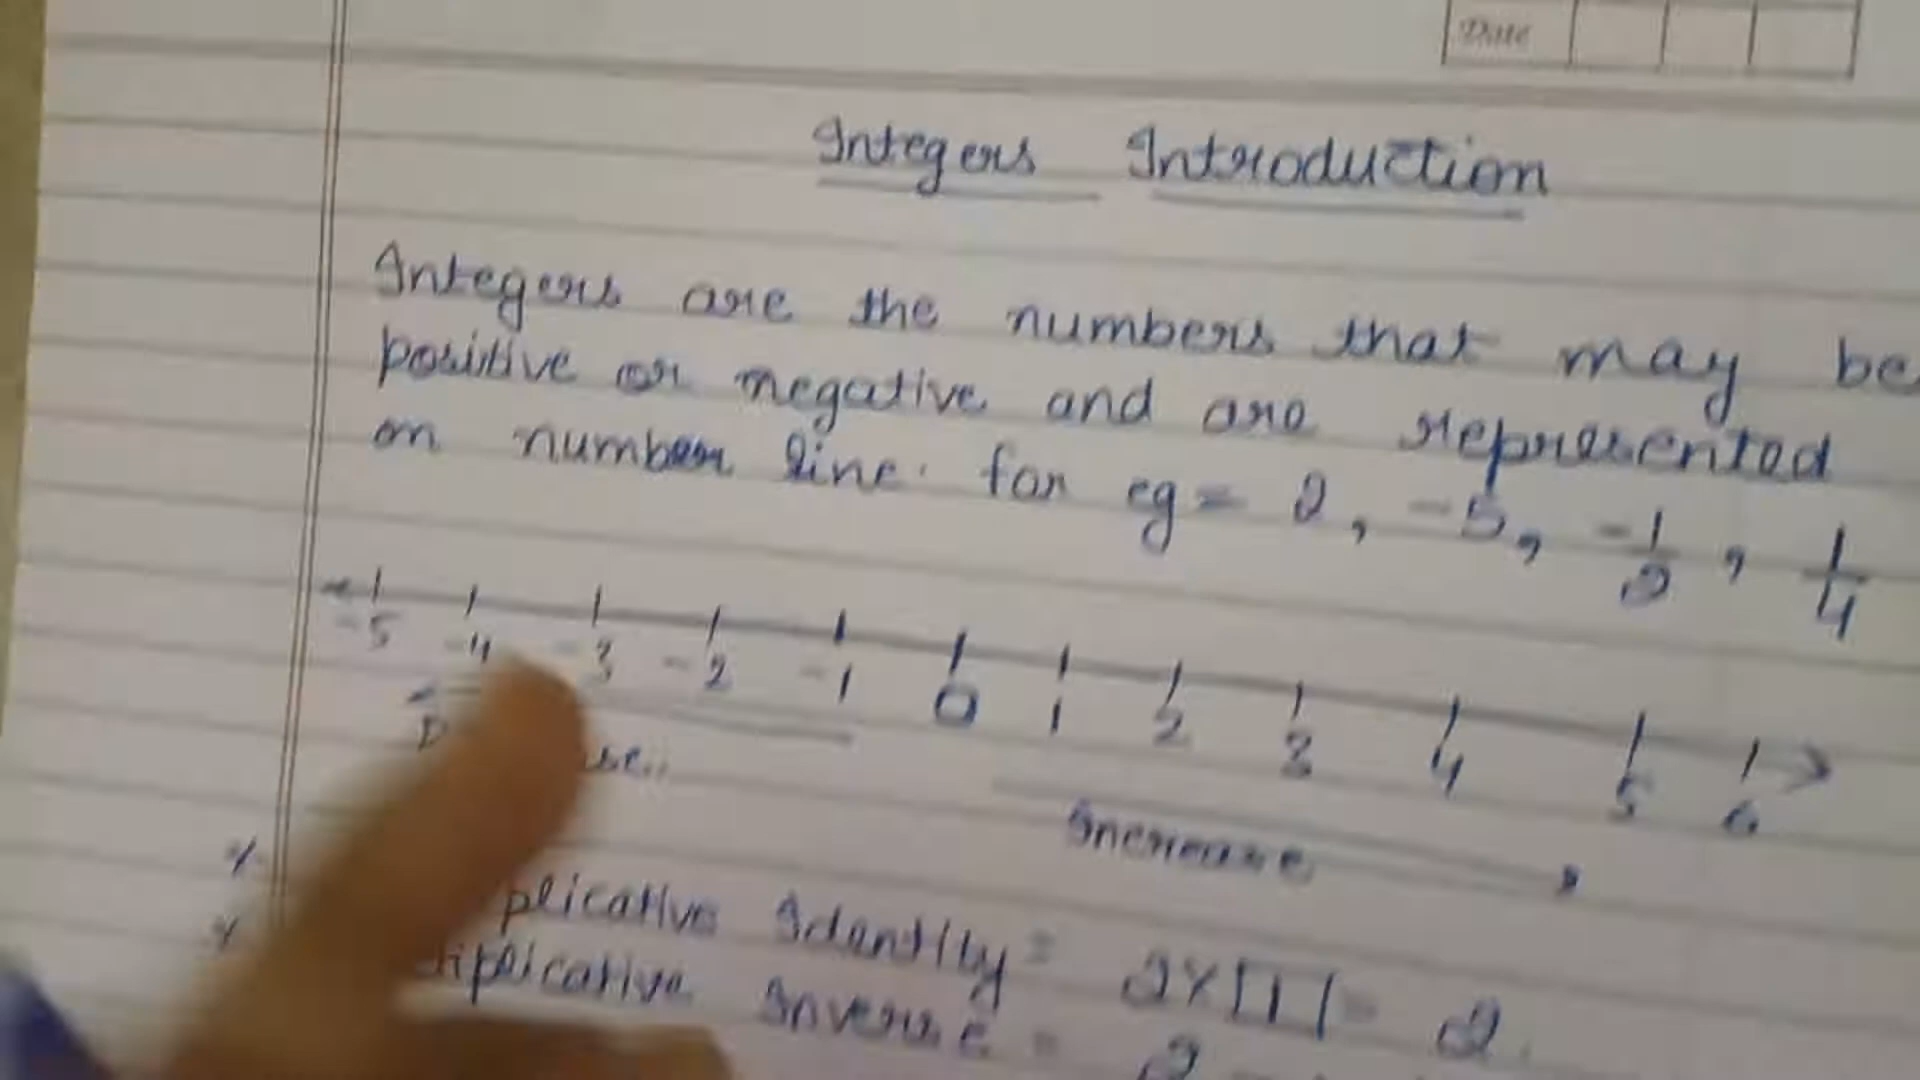 Date
Integers Introduction
Integers are the numbers that may be
positive or negative and are represented
on number line. for eg = 2, -5, -1/2, 1/4
-5 -4 -3 -2 -1 0 1 2 3 4 5 6
Increase
Identity = 2×1 = 2.
Inverse = 2